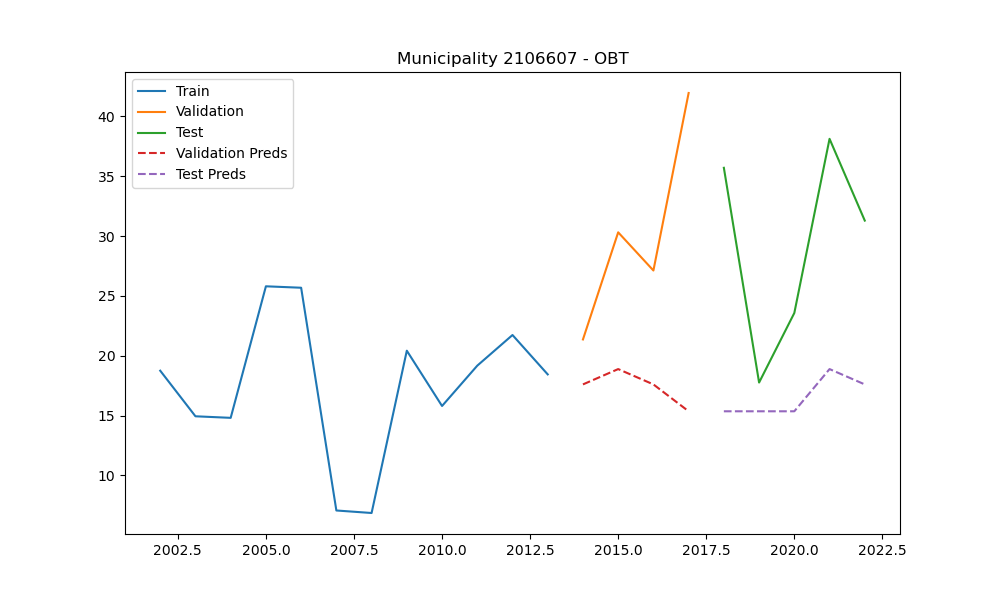 Municipality 2106607 - OBT
Train
Validation
Test
Validation Preds
Test Preds
40
35
30
25
20
15
10
2002.5 2005.0 2007.5 2010.0 2012.5 2015.0 2017.5 2020.0 2022.5